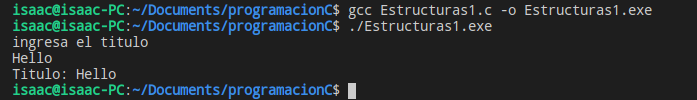 isaac@isaac-PC:~/Documents/programacionC$ gcc Estructuras1.c -o Estructuras1.exe
isaac@isaac-PC:~/Documents/programacionC$ ./Estructuras1.exe
ingresa el titulo
Hello
Titulo: Hello
isaac@isaac-PC:~/Documents/programacionC$